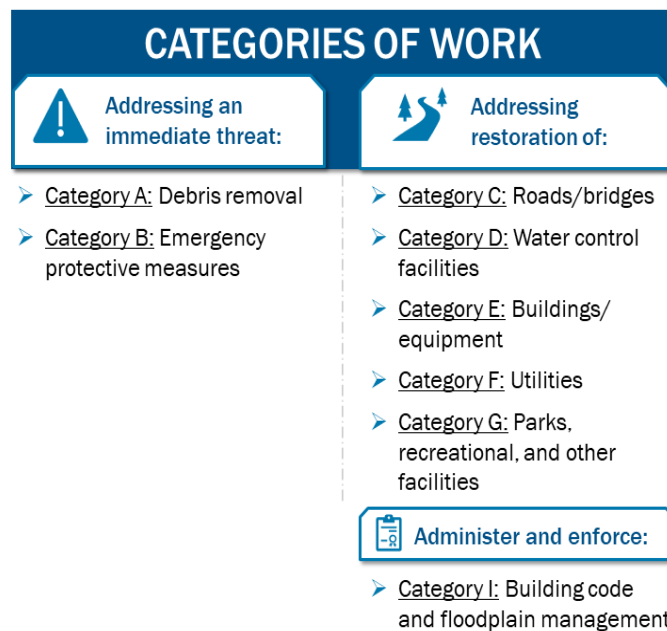 CATEGORIES OF WORK
Addressing an
immediate threat:
Category A: Debris removal
Category B: Emergency
protective measures
Addressing
restoration of:
Category C: Roads/bridges
Category D: Water control
facilities
Category E: Buildings/
equipment
Category F: Utilities
Category G: Parks,
recreational, and other
facilities
Administer and enforce:
Category I: Building code
and floodplain management